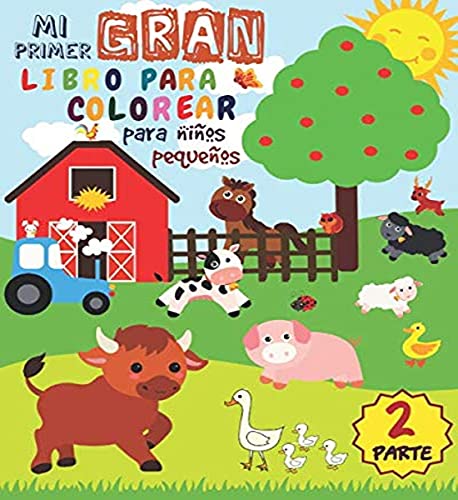 MI
PRIMER GRAN
LIBRO PARA
COLOREAR
para niños
pequeños
2
PARTE